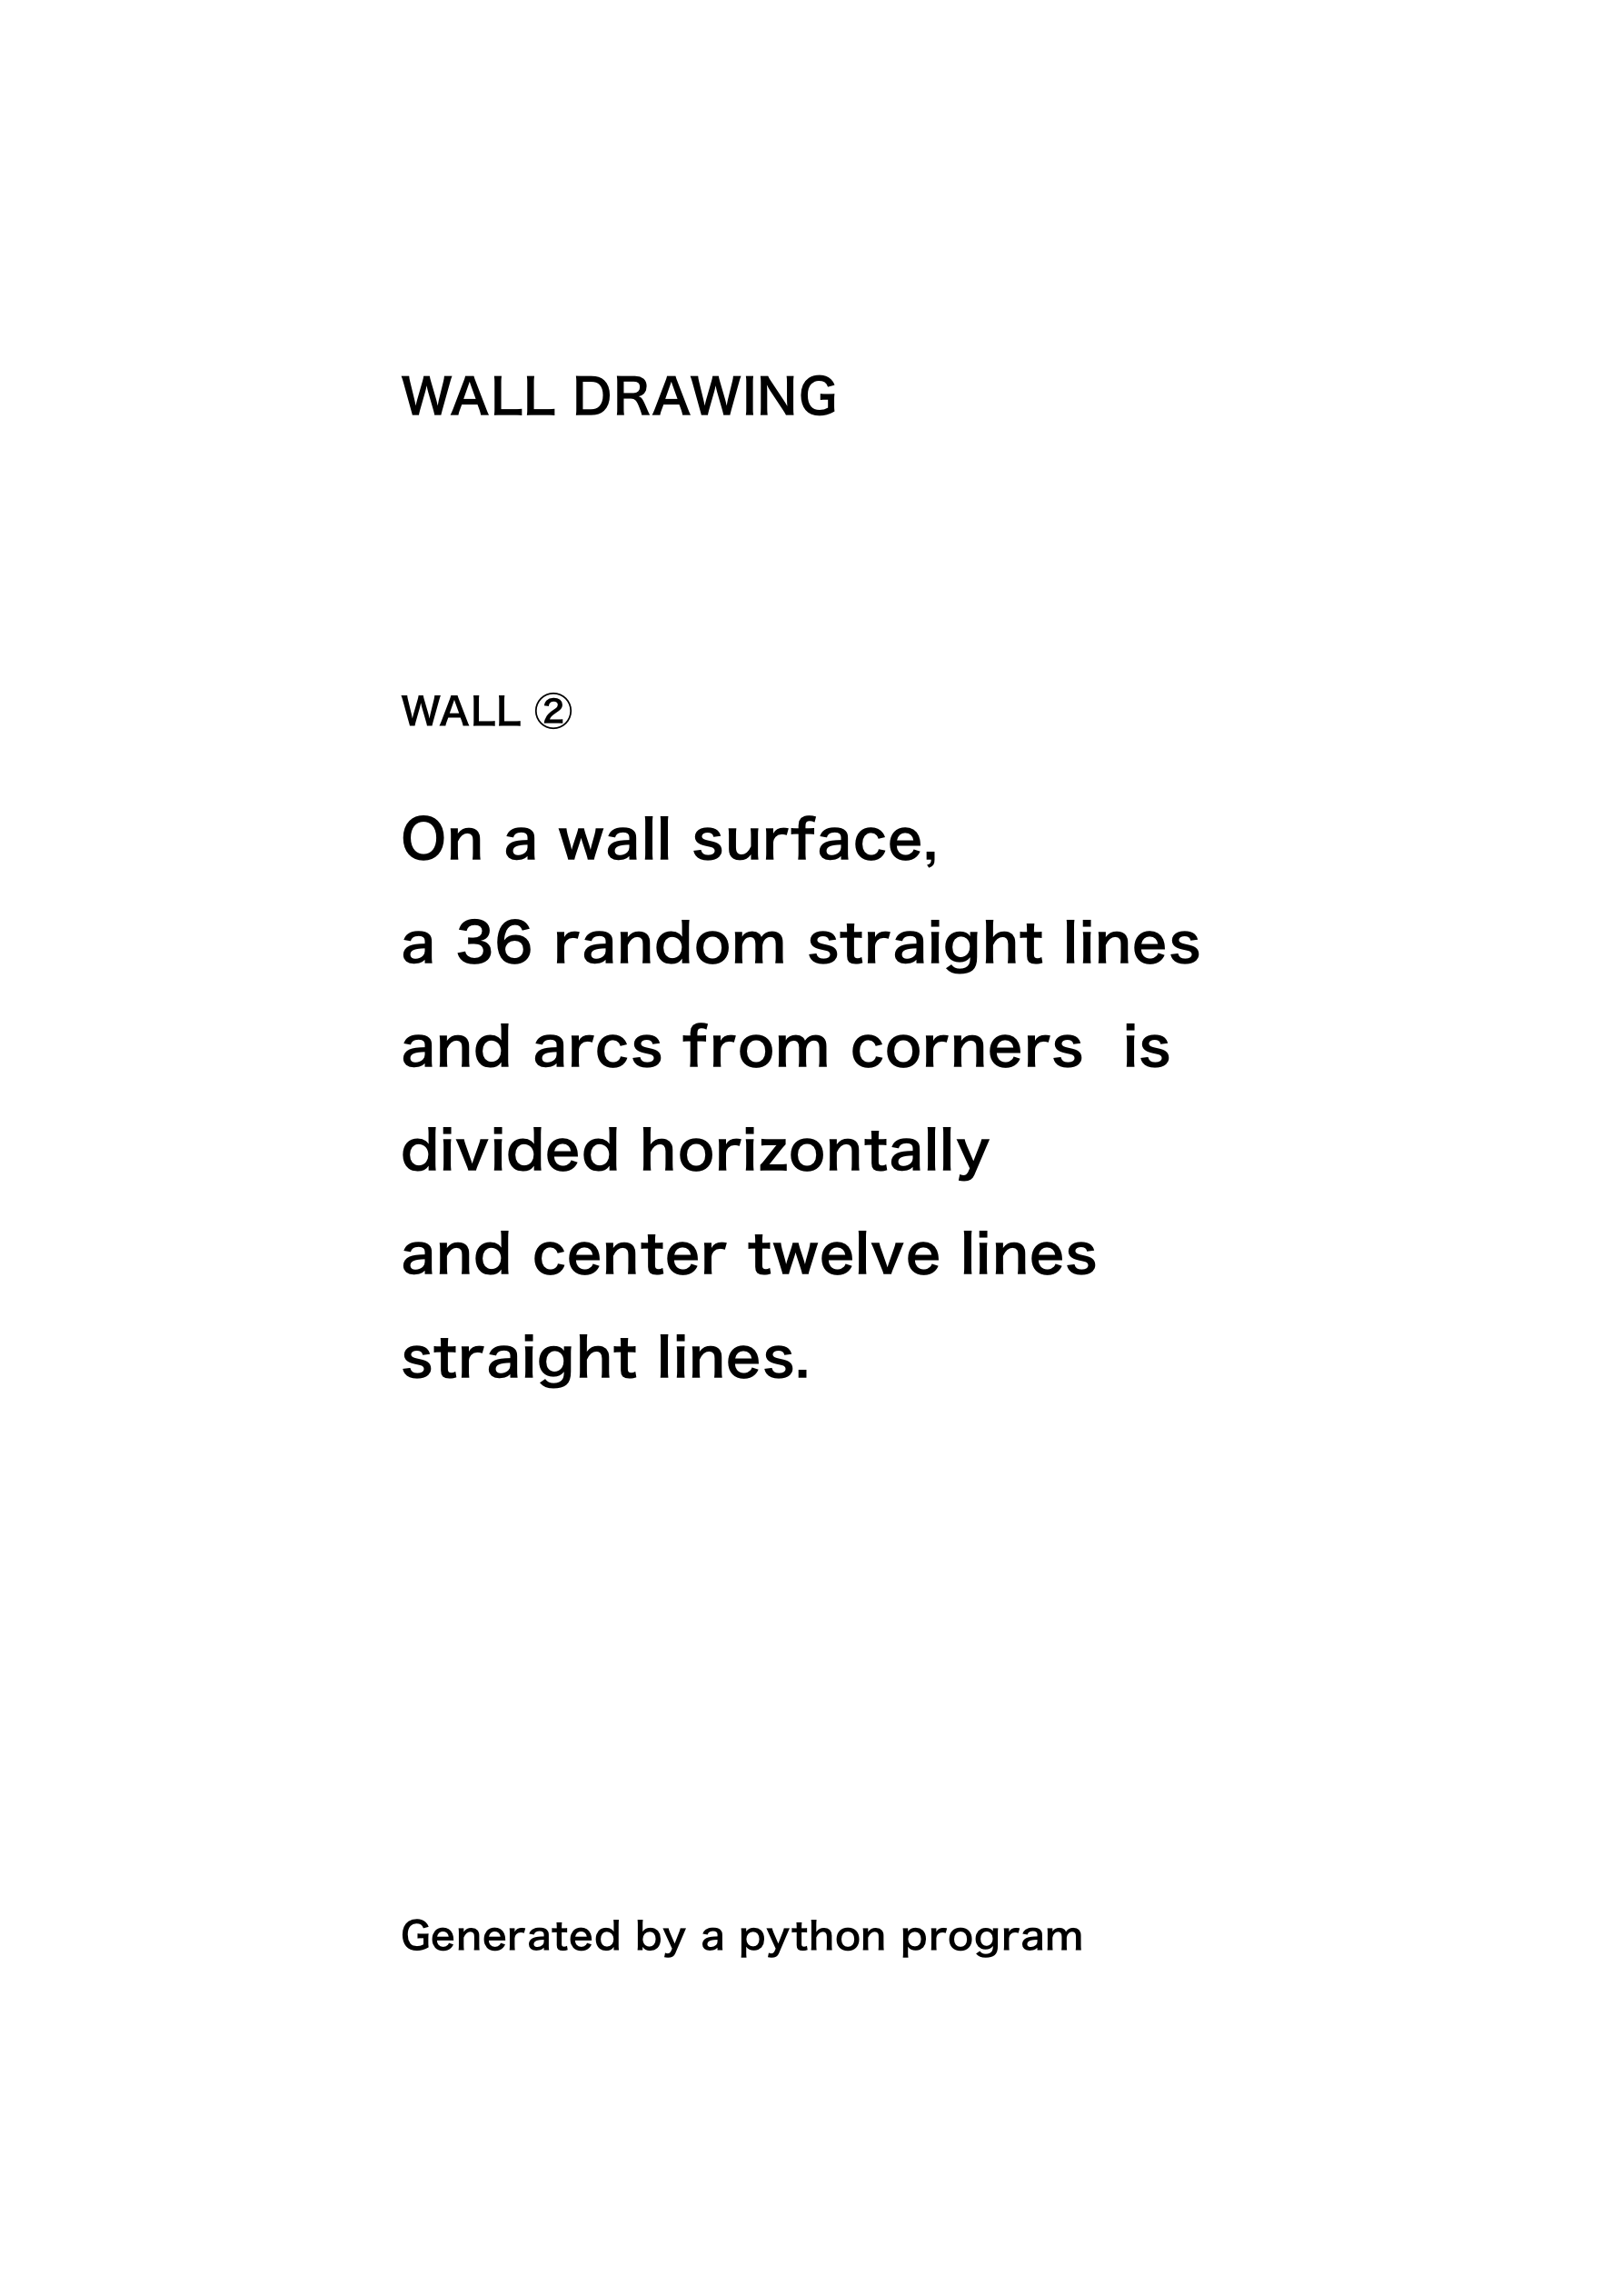 WALL DRAWING
WALL ②
On a wall surface,
a 36 random straight lines
and arcs from corners  is
divided horizontally
and center twelve lines
straight lines.
Generated by a python program